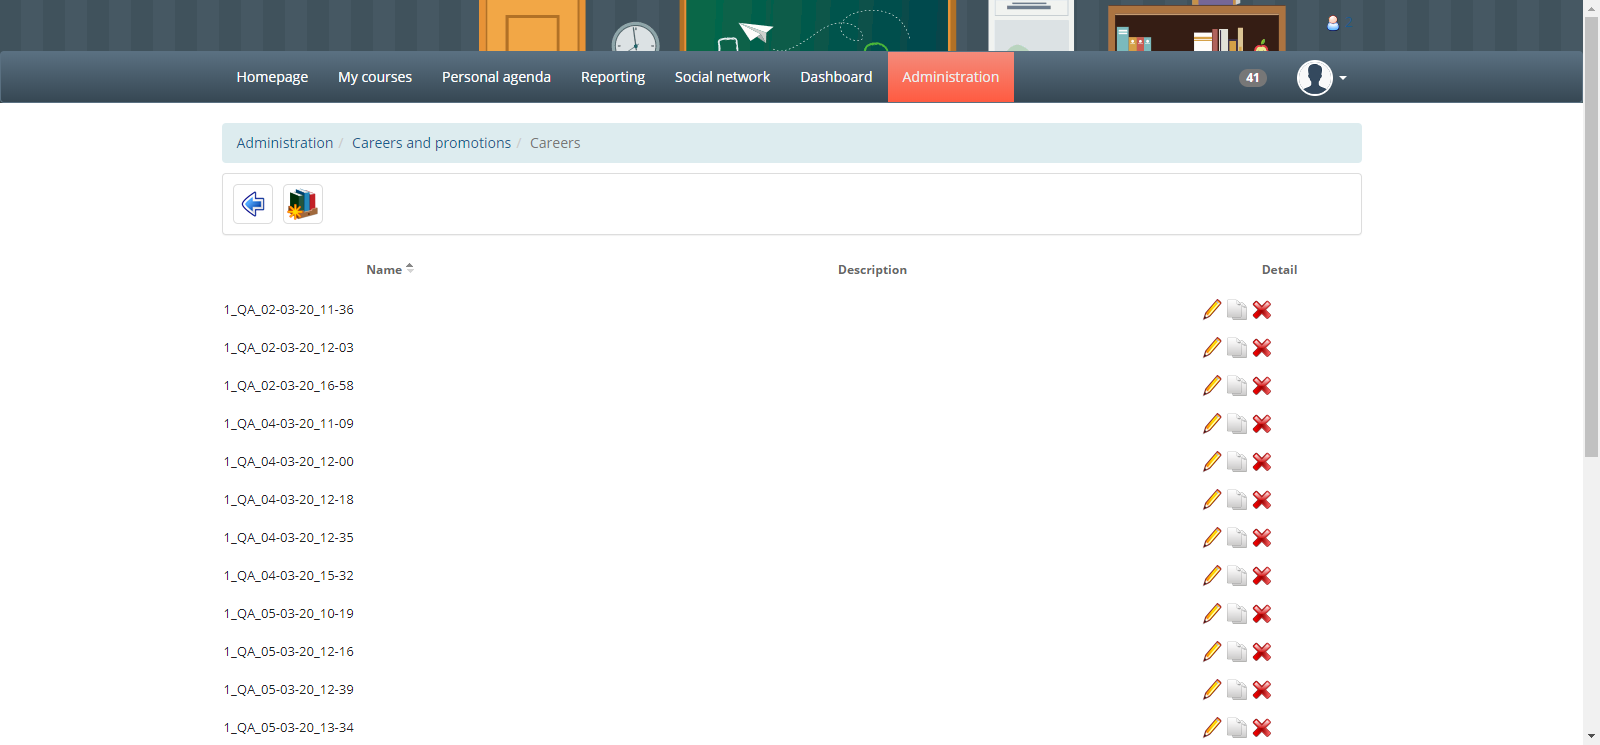 2
Homepage My courses Personal agenda Reporting Social network Dashboard Administration 41
Administration / Careers and promotions / Careers
Name Description Detail
1_QA_02-03-20_11-36
1_QA_02-03-20_12-03
1_QA_02-03-20_16-58
1_QA_04-03-20_11-09
1_QA_04-03-20_12-00
1_QA_04-03-20_12-18
1_QA_04-03-20_12-35
1_QA_04-03-20_15-32
1_QA_05-03-20_10-19
1_QA_05-03-20_12-16
1_QA_05-03-20_12-39
1_QA_05-03-20_13-34